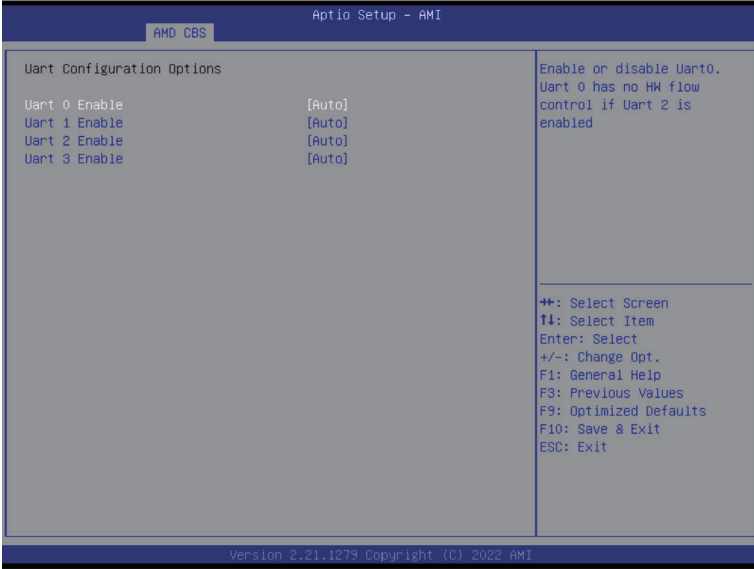 Aptio Setup – AMI
AMD CBS
Uart Configuration Options
Uart 0 Enable [Auto]
Uart 1 Enable [Auto]
Uart 2 Enable [Auto]
Uart 3 Enable [Auto]
Enable or disable Uart0.
Uart 0 has no HW flow
control if Uart 2 is
enabled
→←: Select Screen
↑↓: Select Item
Enter: Select
+/-: Change Opt.
F1: General Help
F3: Previous Values
F9: Optimized Defaults
F10: Save & Exit
ESC: Exit
Version 2.21.1279 Copyright (C) 2022 AMI